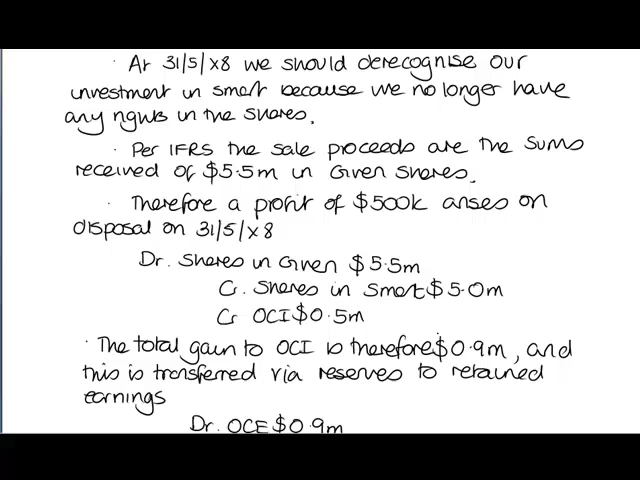 · At 31/5/x8 we should derecognise our
investment in smart because we no longer have
any rights in the shares.
· Per IFRS the sale proceeds are the sums
received of $5.5m in Given shares.
· Therefore a profit of $500k arises on
disposal on 31/5/x8
Dr. Shares in Given $5.5m
Cr. Shares in Smart $5.0m
Cr OCI $0.5m
· The total gain to OCI is therefore $0.9m, and
this is transferred via reserves to retained
earnings
Dr. OCE $0.9m